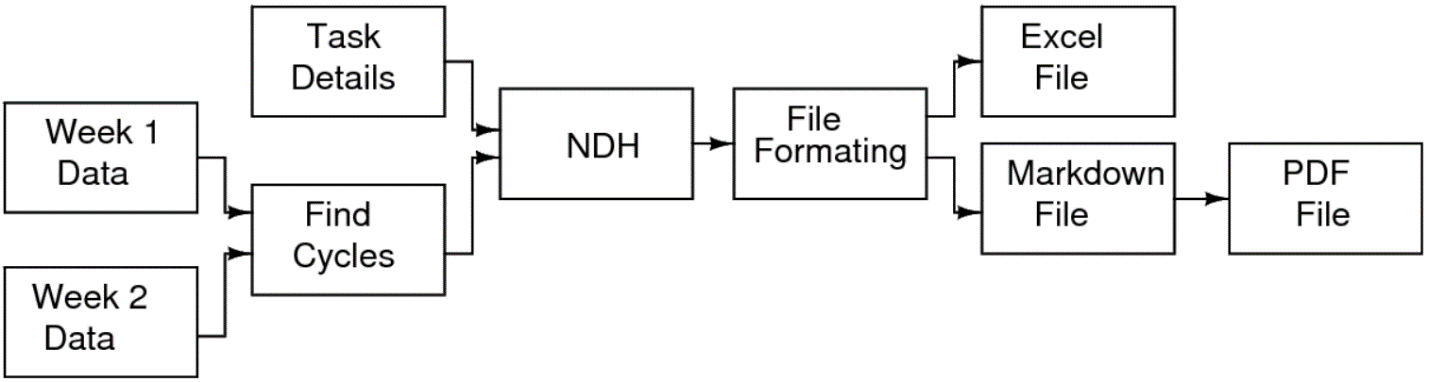 Task
Details
Excel
File
Week 1
Data
NDH
File
Formating
Markdown
File
PDF
File
Find
Cycles
Week 2
Data